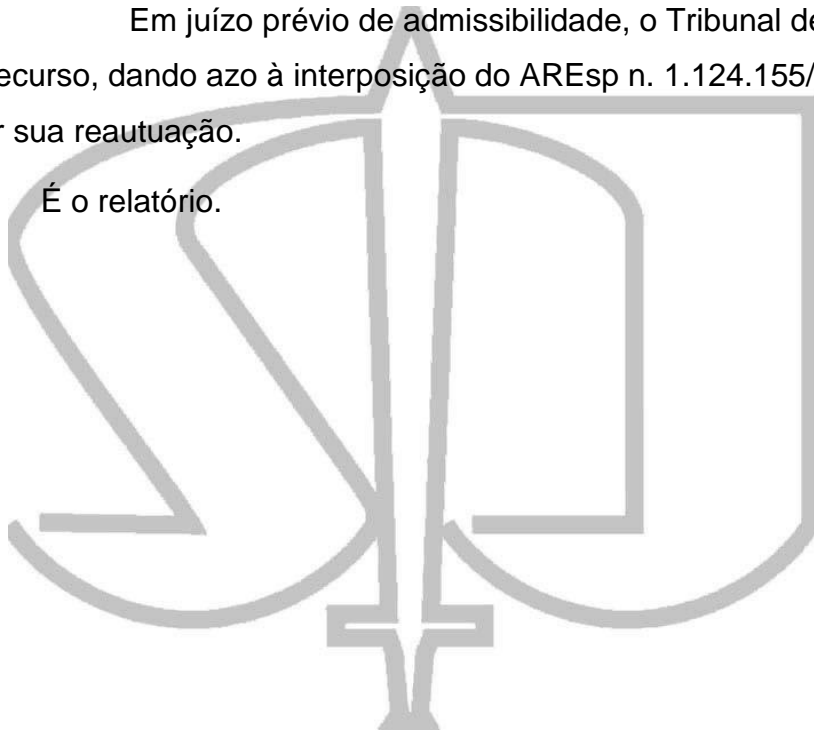 Em juízo prévio de admissibilidade, o Tribunal de
ecurso, dando azo à interposição do AREsp n. 1.124.155/
r sua reautuação.
É o relatório.